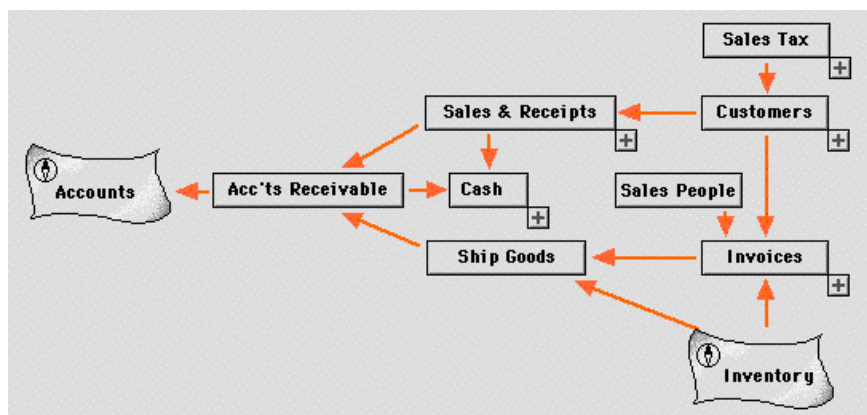 Sales Tax
Sales & Receipts
Customers
Accounts
Acc'ts Receivable
Cash
Sales People
Ship Goods
Invoices
Inventory